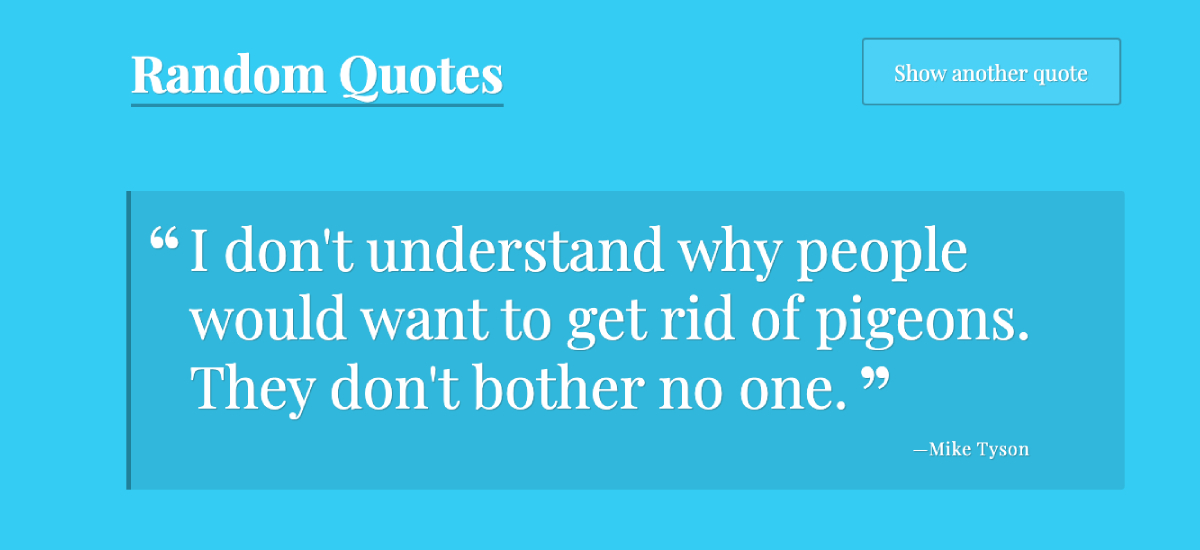 Random Quotes
Show another quote
“ I don't understand why people
would want to get rid of pigeons.
They don't bother no one. ”
—Mike Tyson